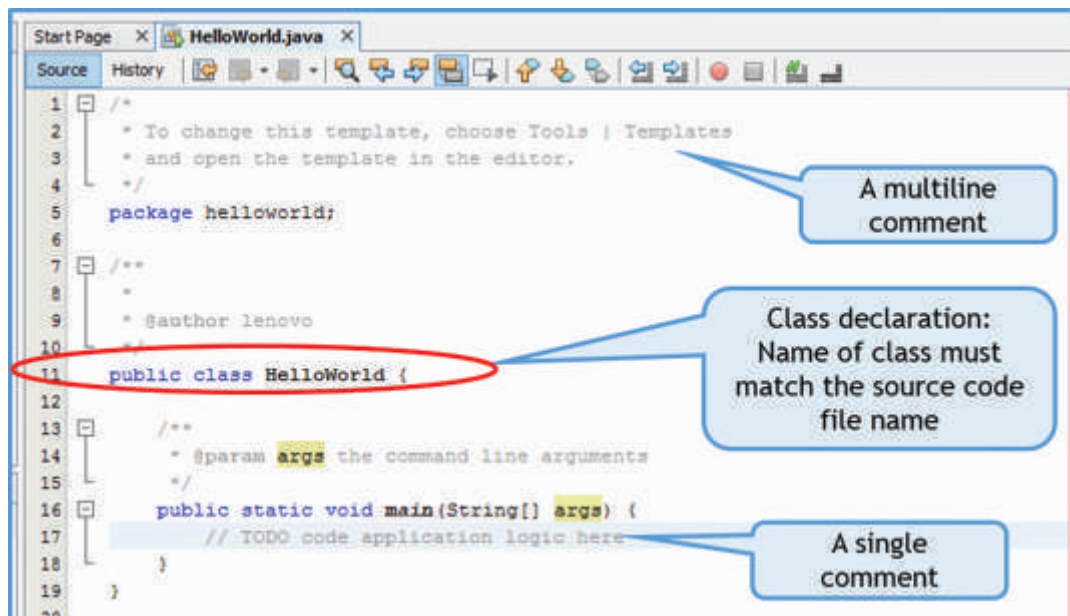 Start Page HelloWorld.java
Source History
1 /*
2 * To change this template, choose Tools | Templates
3 * and open the template in the editor.
4 */
A multiline
comment
5 package helloworld;
6
7 /**
8 *
9 * @author lenovo
10 */
11 public class HelloWorld {
Class declaration:
Name of class must
match the source code
file name
12
13 /**
14 * @param args the command line arguments
15 */
16 public static void main(String[] args) {
17 // TODO code application logic here
A single
comment
18 }
19 }
20